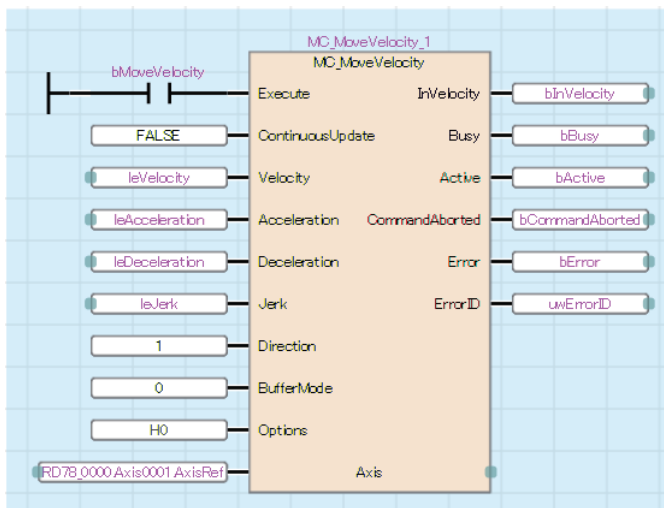 MC_MoveVelocity_1
MC_MoveVelocity
bMoveVelocity
Execute InVelocity bInVelocity
FALSE ContinuousUpdate Busy bBusy
leVelocity Velocity Active bActive
leAcceleration Acceleration CommandAborted bCommandAborted
leDeceleration Deceleration Error bError
leJerk Jerk ErrorID uwErrorID
1 Direction
0 BufferMode
H0 Options
RD78_0000.Axis0001.AxisRef Axis